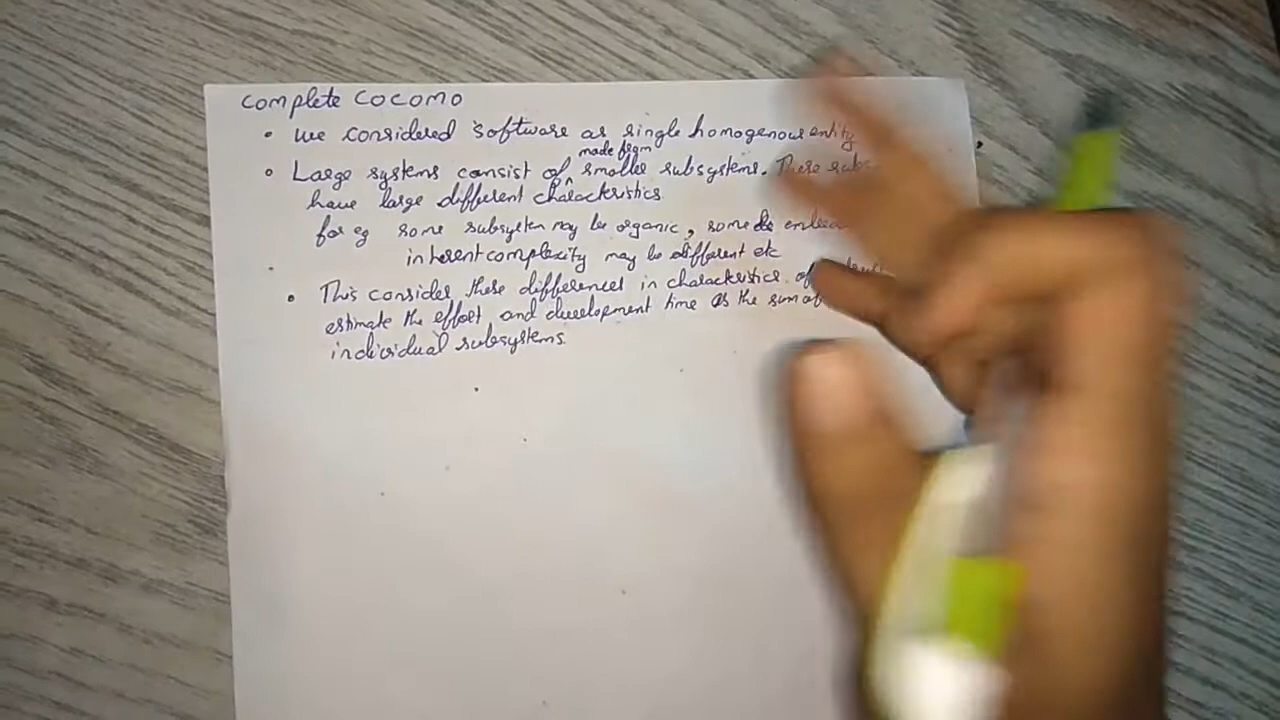 Complete COCOMO
• we considered software as single homogenous entity
made from
• Large systems consist of smaller subsystems. These
have large different characteristics.
for eg some subsystem may be organic, some
inherent complexity may be different etc
• This consider these differences in characteristics of
estimate the effort and development time as the sum of
individual subsystems.